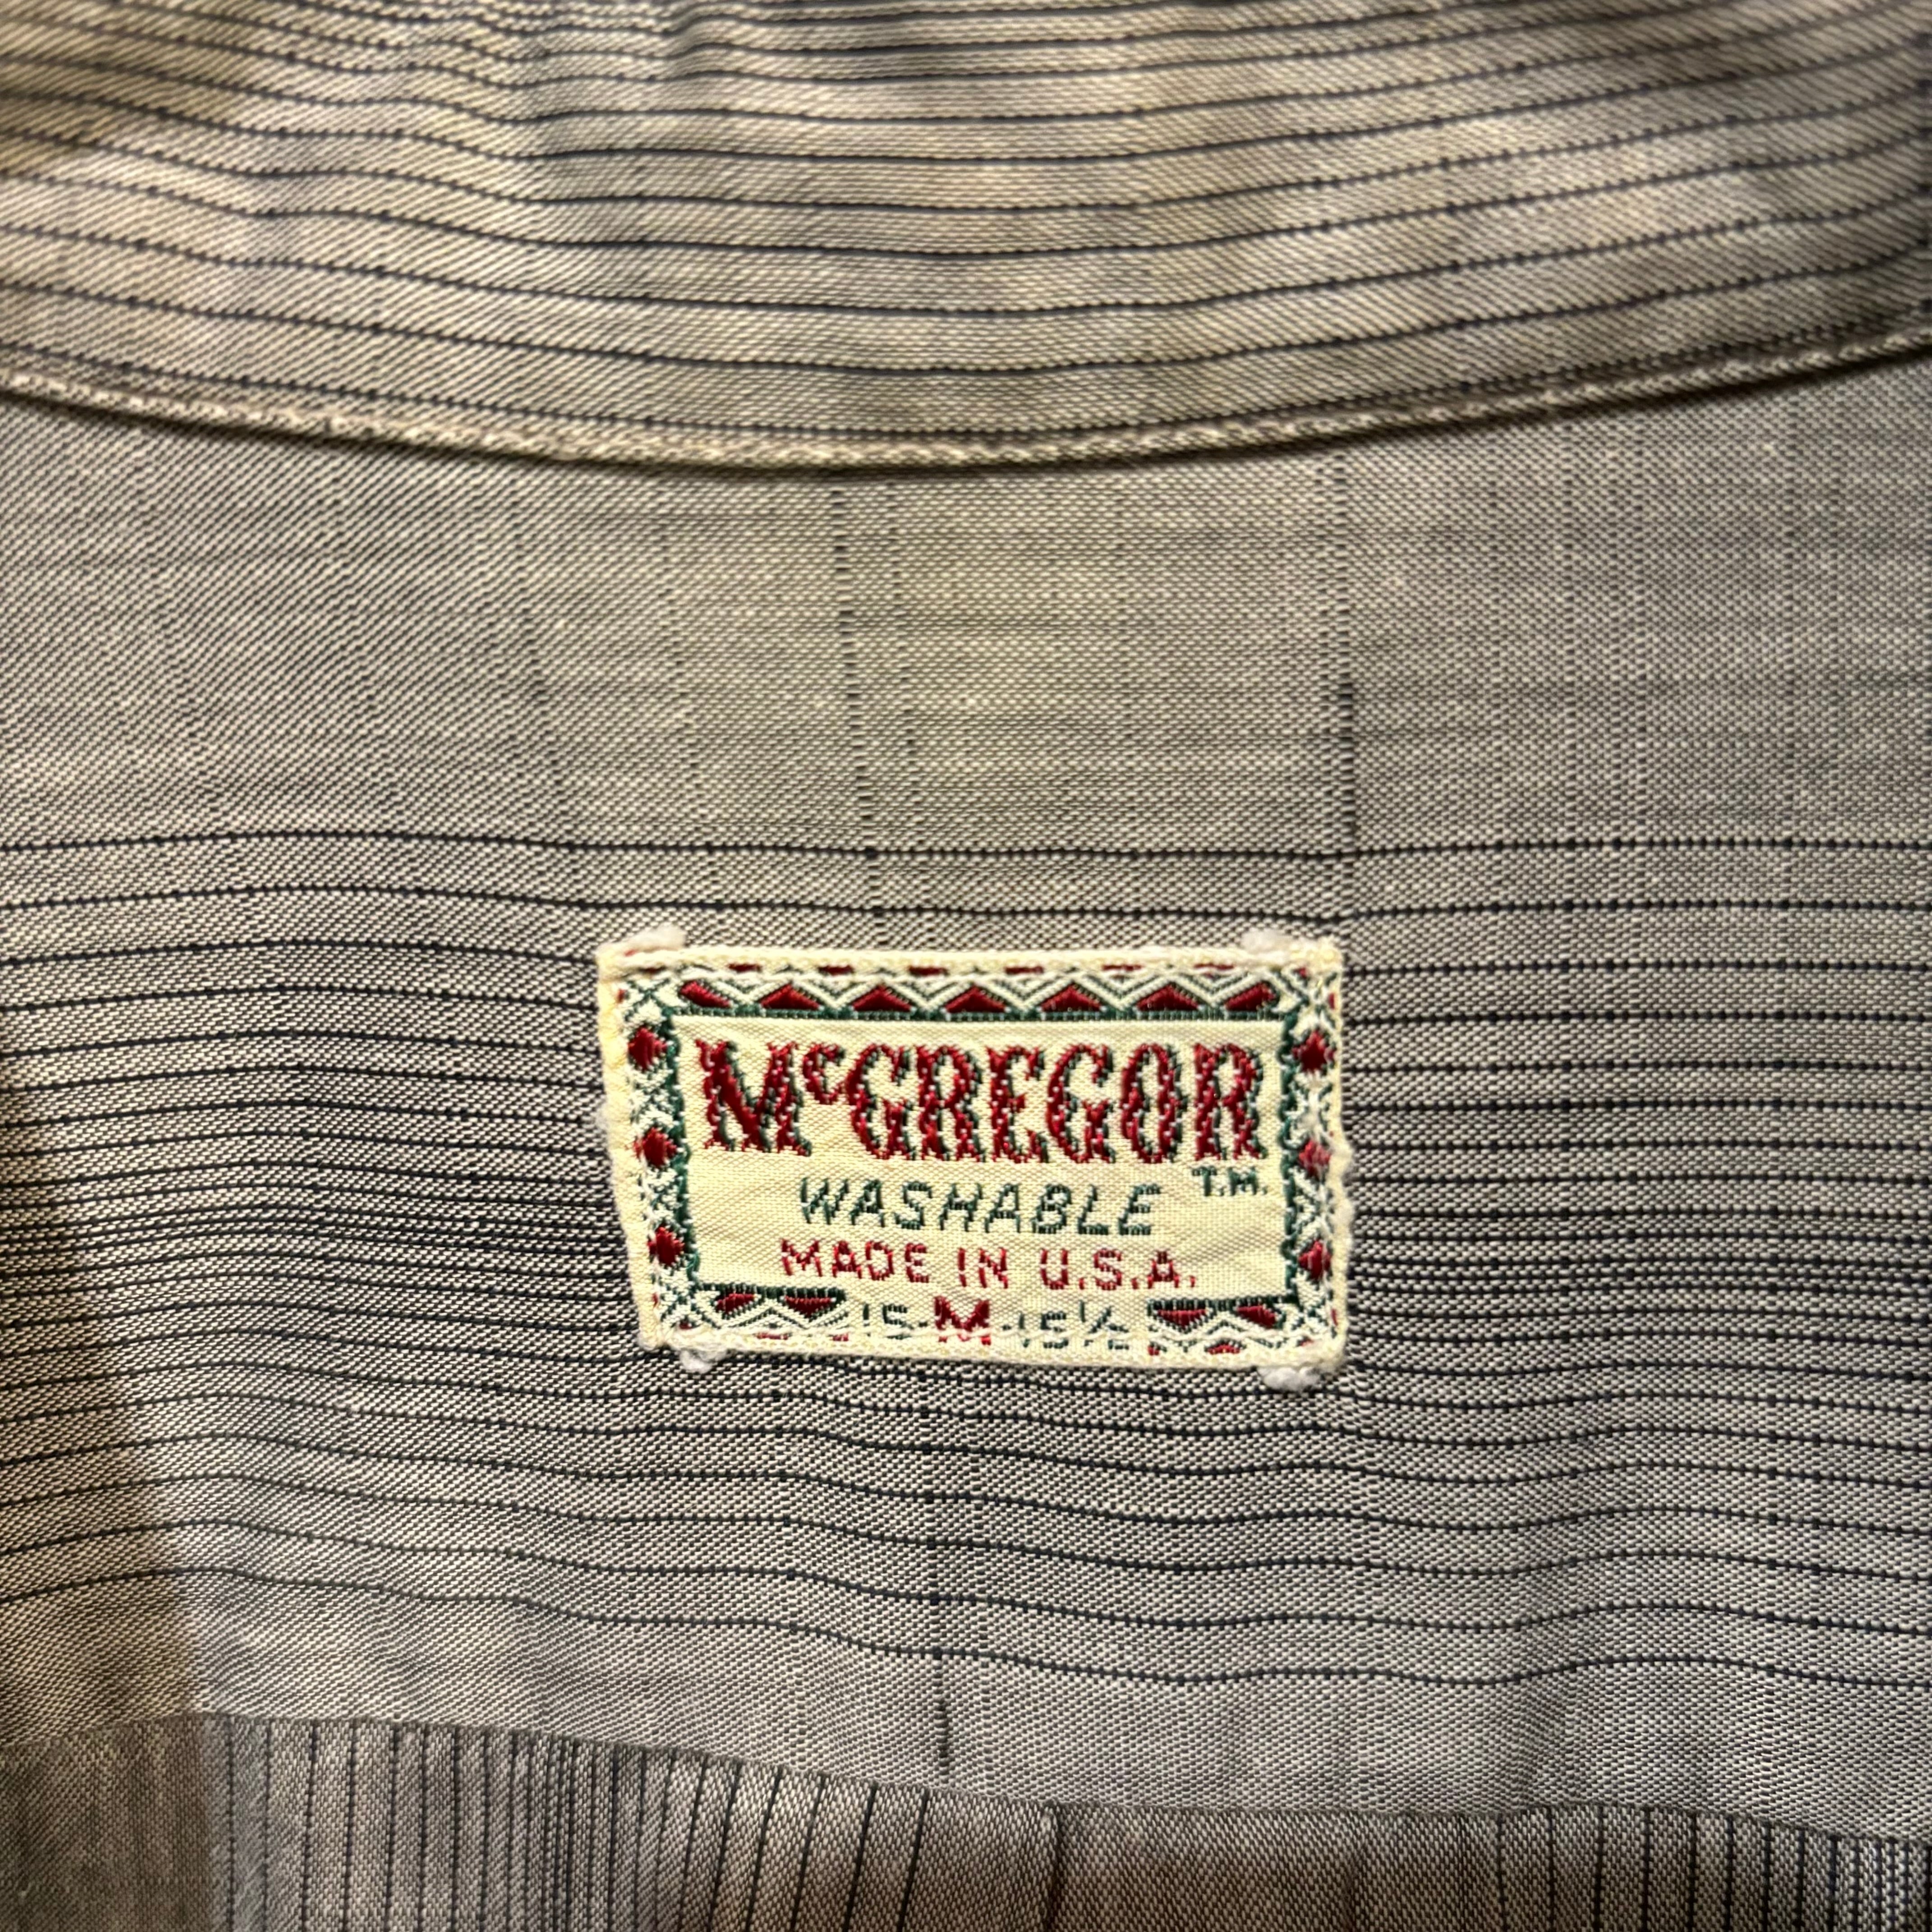 McGREGOR
T.M.
WASHABLE
MADE IN U.S.A.
15-M-15½